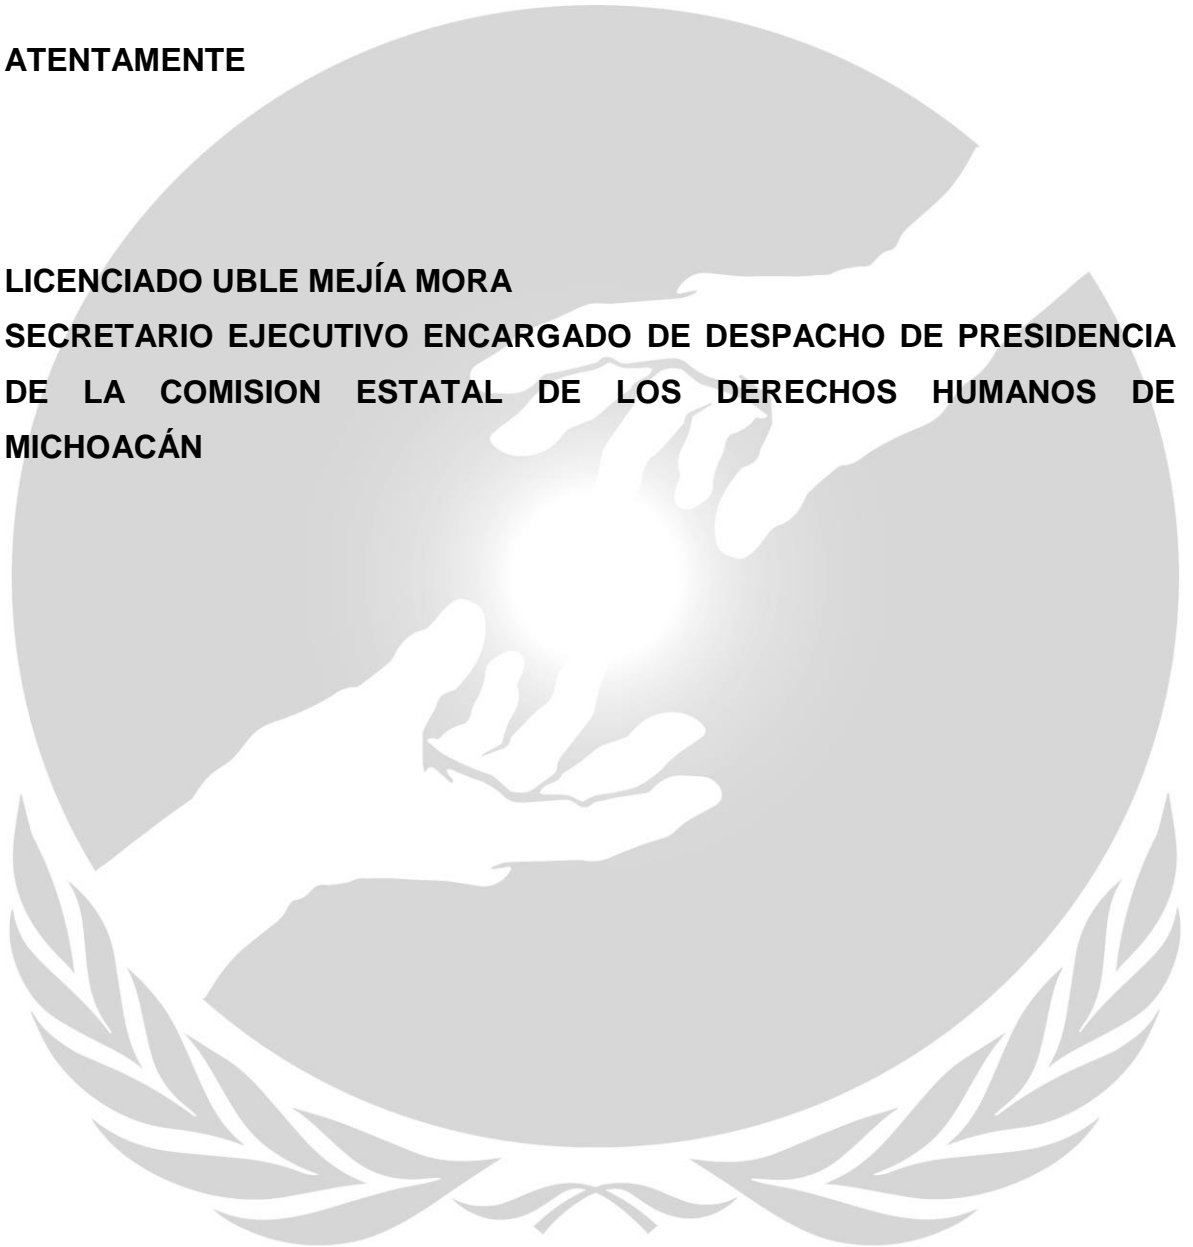 ATENTAMENTE
LICENCIADO UBLE MEJÍA MORA
SECRETARIO EJECUTIVO ENCARGADO DE DESPACHO DE PRESIDENCIA
DE LA COMISION ESTATAL DE LOS DERECHOS HUMANOS DE
MICHOACÁN